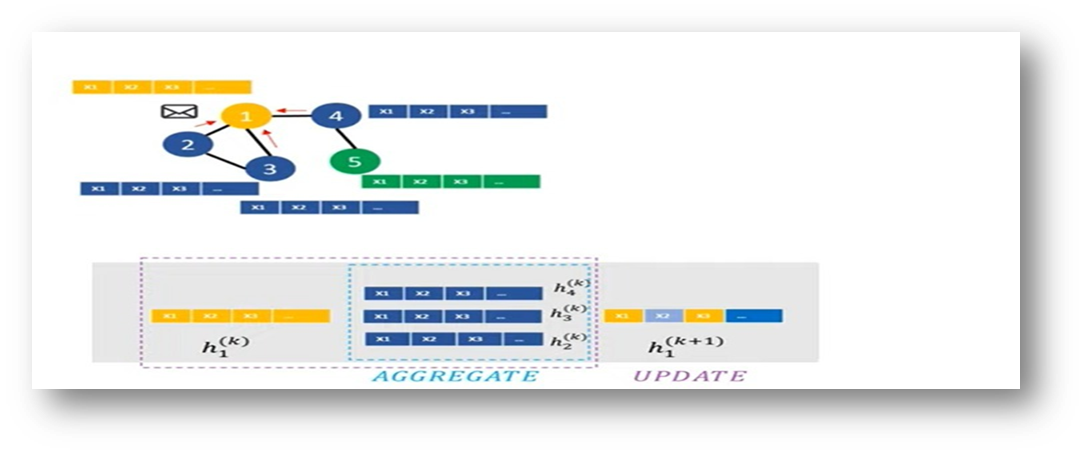 X1 X2 X3 ...
1
4
X1 X2 X3 ...
2
3
5
X1 X2 X3 ...
X1 X2 X3 ...
X1 X2 X3 ...
X1 X2 X3 ... h₄⁽ᵏ⁾
X1 X2 X3 ... X1 X2 X3 ... h₃⁽ᵏ⁾ X1 X2 X3 ...
h₁⁽ᵏ⁾ X1 X2 X3 ... h₂⁽ᵏ⁾ h₁⁽ᵏ⁺¹⁾
AGGREGATE UPDATE